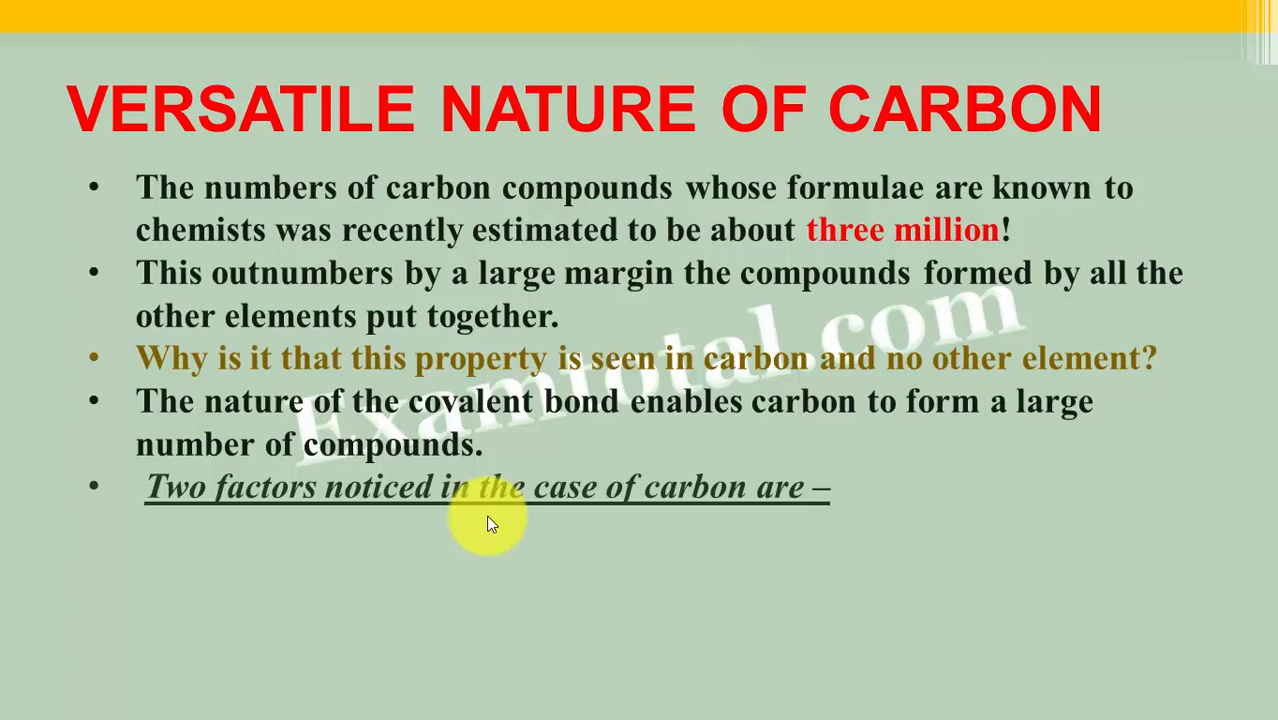 VERSATILE NATURE OF CARBON
• The numbers of carbon compounds whose formulae are known to
chemists was recently estimated to be about three million!
• This outnumbers by a large margin the compounds formed by all the
other elements put together.
• Why is it that this property is seen in carbon and no other element?
• The nature of the covalent bond enables carbon to form a large
number of compounds.
• Two factors noticed in the case of carbon are –
Examtotal.com